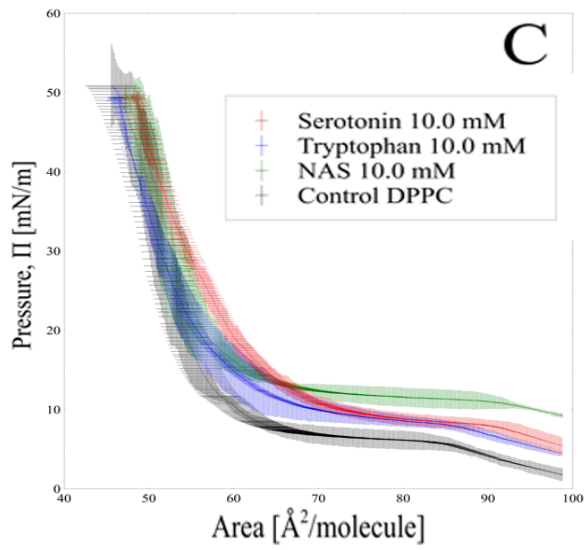 C
Serotonin 10.0 mM
Tryptophan 10.0 mM
NAS 10.0 mM
Control DPPC
Pressure, Π [mN/m]
60
50
40
30
20
10
0
40 50 60 70 80 90 100
Area [Å²/molecule]